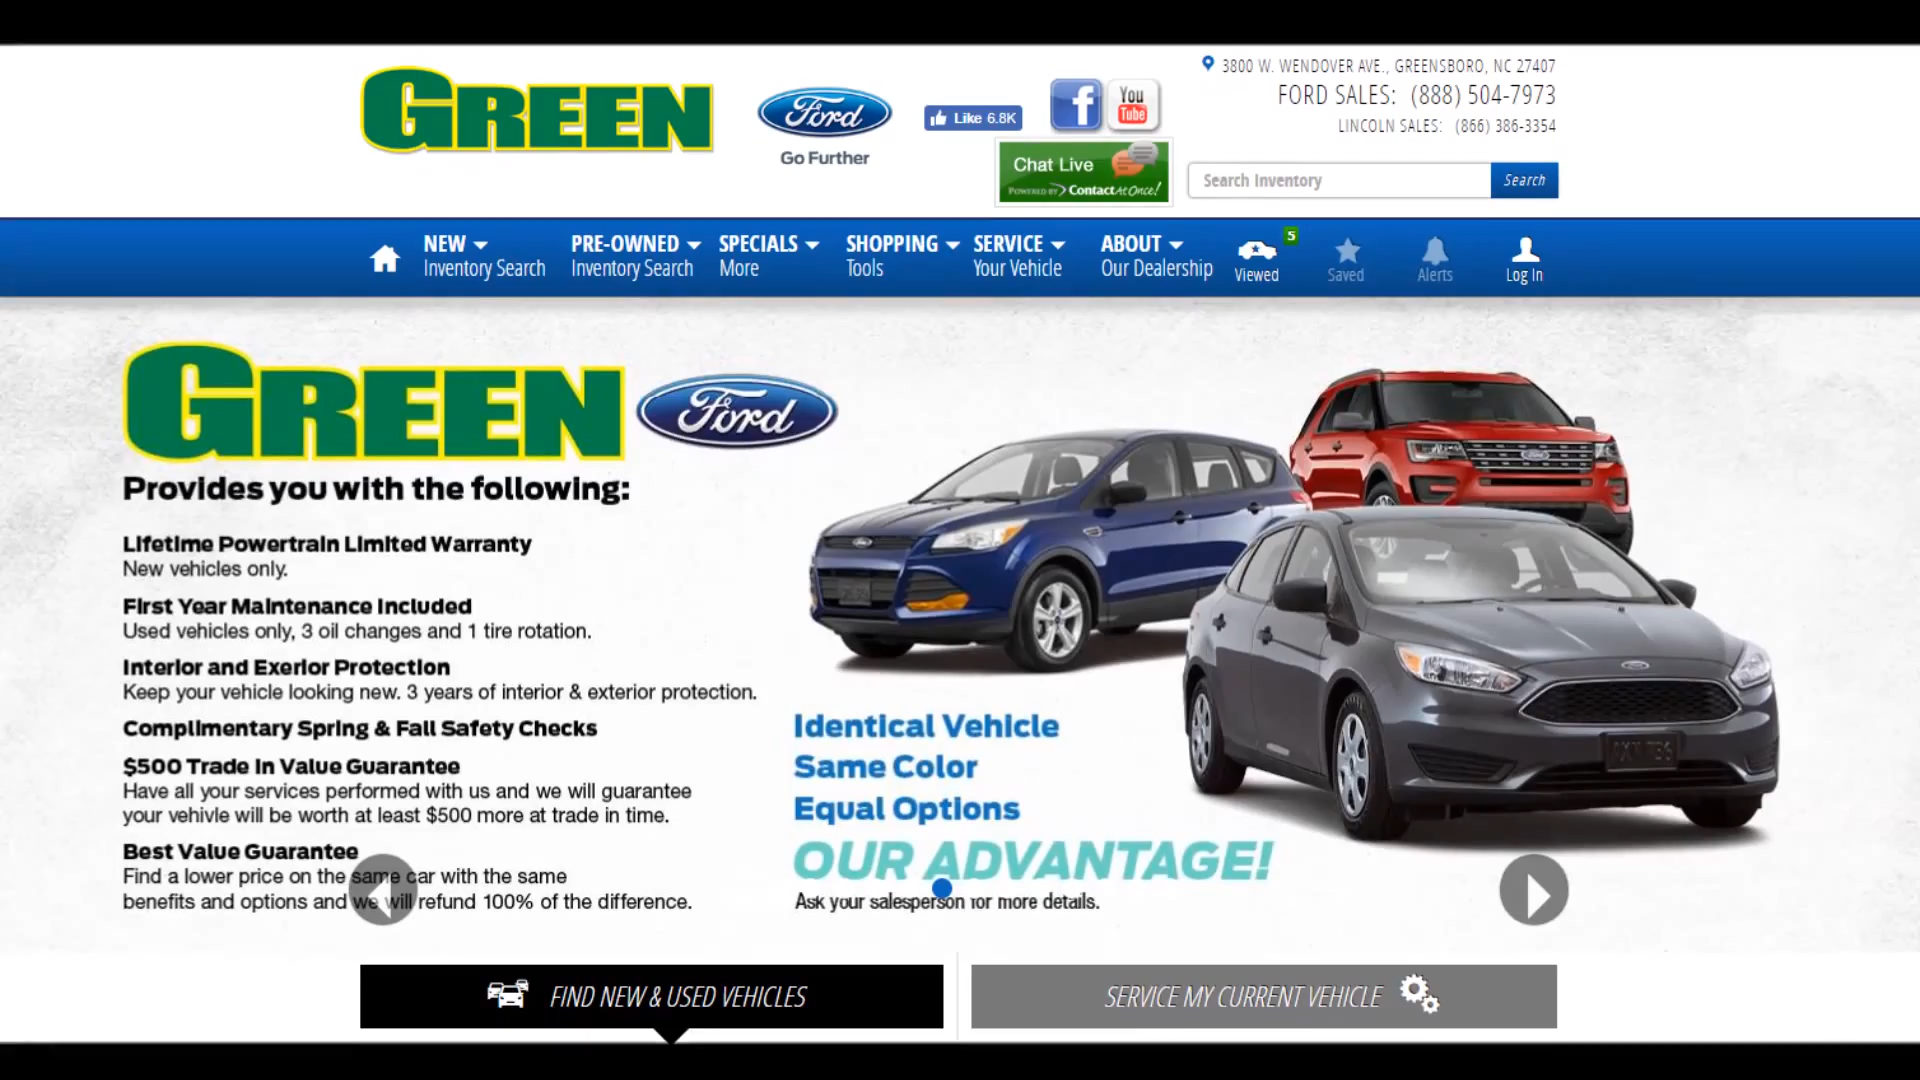 GREEN
Ford
Go Further
Like 6.8K
f
You
Tube
Chat Live
POWERED BY ContactAtOnce!
3800 W. WENDOVER AVE., GREENSBORO, NC 27407
FORD SALES: (888) 504-7973
LINCOLN SALES: (866) 386-3354
Search Inventory
Search
NEW
Inventory Search
PRE-OWNED
Inventory Search
SPECIALS
More
SHOPPING
Tools
SERVICE
Your Vehicle
ABOUT
Our Dealership
5
Viewed
Saved
Alerts
Log In
GREEN
Ford
Provides you with the following:
Lifetime Powertrain Limited Warranty
New vehicles only.
First Year Maintenance Included
Used vehicles only, 3 oil changes and 1 tire rotation.
Interior and Exerior Protection
Keep your vehicle looking new. 3 years of interior & exterior protection.
Complimentary Spring & Fall Safety Checks
$500 Trade In Value Guarantee
Have all your services performed with us and we will guarantee
your vehivle will be worth at least $500 more at trade in time.
Best Value Guarantee
Find a lower price on the same car with the same
benefits and options and we will refund 100% of the difference.
Identical Vehicle
Same Color
Equal Options
OUR ADVANTAGE!
Ask your salesperson for more details.
FIND NEW & USED VEHICLES
SERVICE MY CURRENT VEHICLE